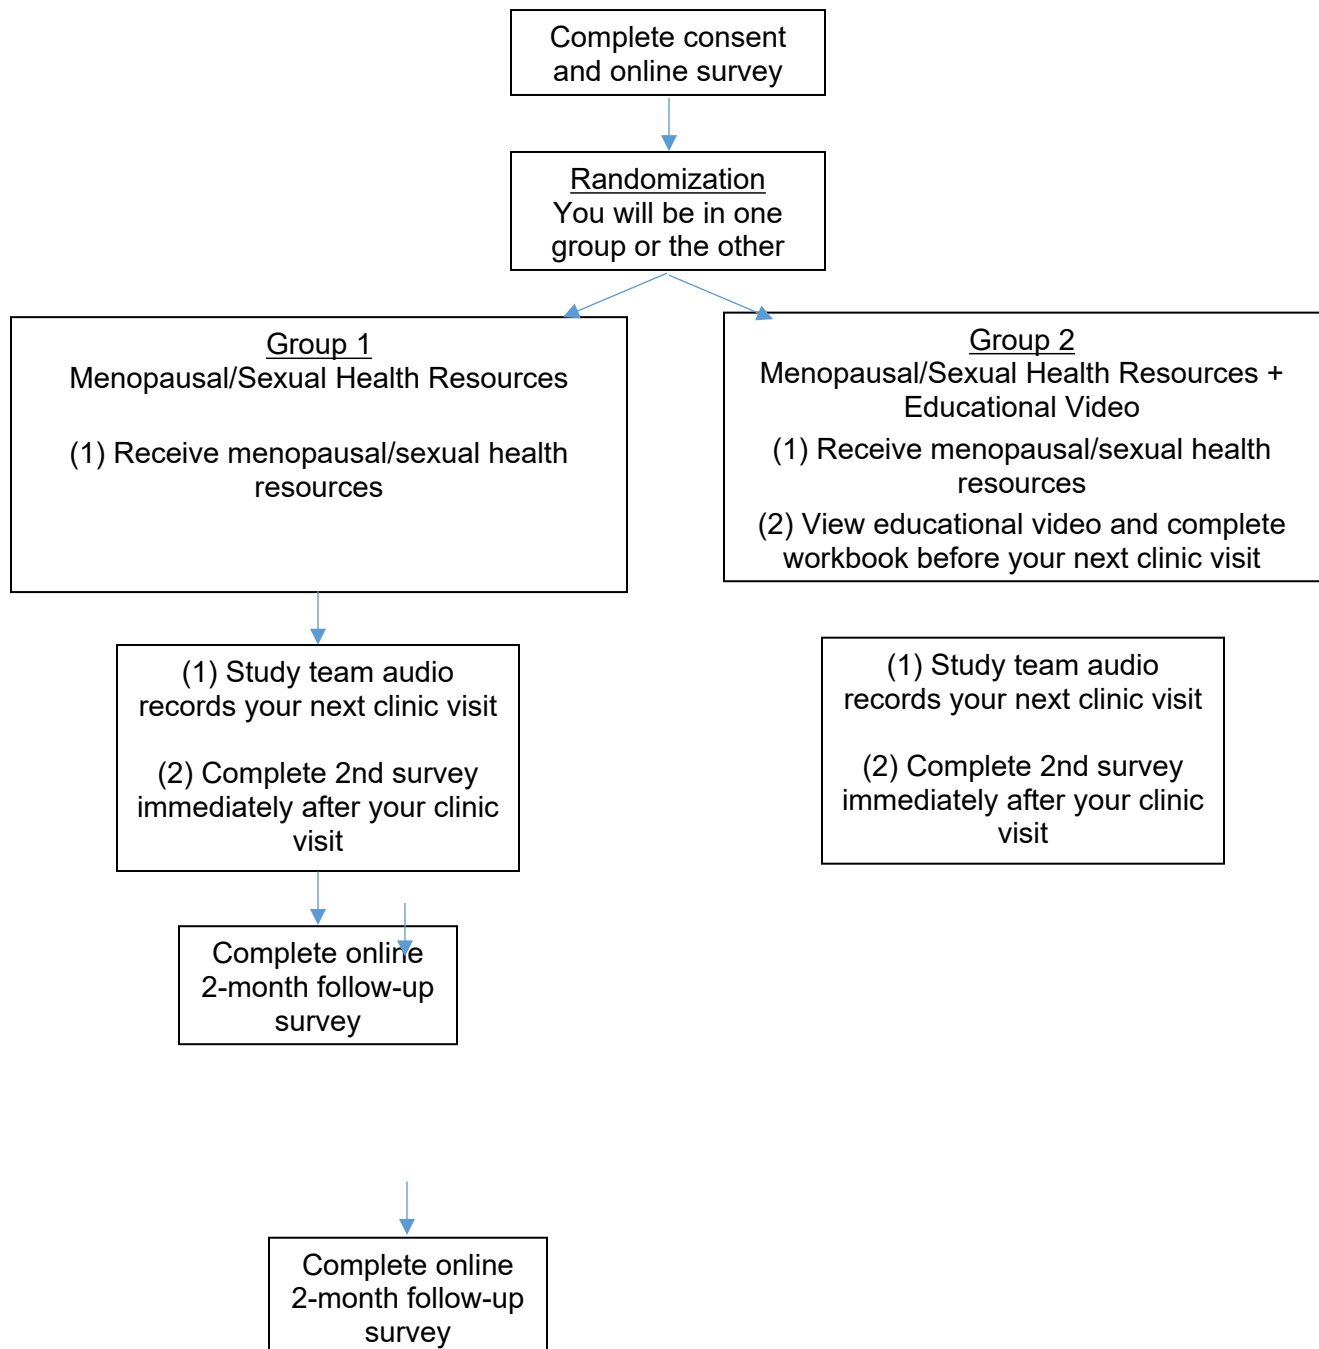 Complete consent
and online survey
Randomization
You will be in one
group or the other
Group 1
Menopausal/Sexual Health Resources
(1) Receive menopausal/sexual health
resources
Group 2
Menopausal/Sexual Health Resources +
Educational Video
(1) Receive menopausal/sexual health
resources
(2) View educational video and complete
workbook before your next clinic visit
(1) Study team audio
records your next clinic visit
(2) Complete 2nd survey
immediately after your clinic
visit
(1) Study team audio
records your next clinic visit
(2) Complete 2nd survey
immediately after your clinic
visit
Complete online
2-month follow-up
survey
Complete online
2-month follow-up
survey